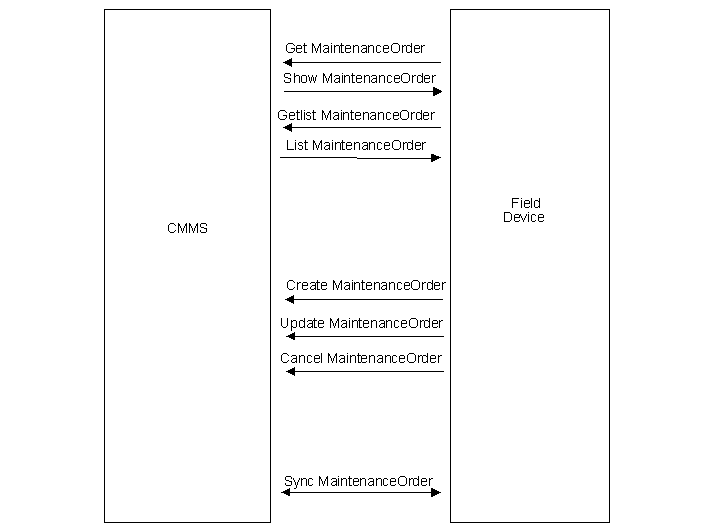 Get MaintenanceOrder
Show MaintenanceOrder
Getlist MaintenanceOrder
List MaintenanceOrder
CMMS
Field
Device
Create MaintenanceOrder
Update MaintenanceOrder
Cancel MaintenanceOrder
Sync MaintenanceOrder